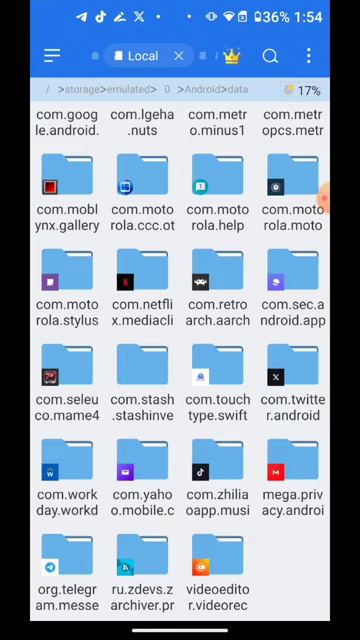 36% 1:54
Local
/ >storage>emulated> 0 >Android>data
17%
com.goog com.lgeha com.metro com.metr
le.android. .nuts .minus1 opcs.metr
com.mobl com.moto com.moto com.moto
ynx.gallery rola.ccc.ot rola.help rola.moto
com.moto com.netfli com.retro com.sec.a
rola.stylus x.mediacli arch.aarch ndroid.app
com.seleu com.stash com.touch com.twitte
co.mame4 .stashinve type.swift r.android
com.work com.yaho com.zhilia mega.priv
day.workd o.mobile.c oapp.musi acy.androi
org.telegr ru.zdevs.z videoedito
am.messe archiver.pr r.videorec